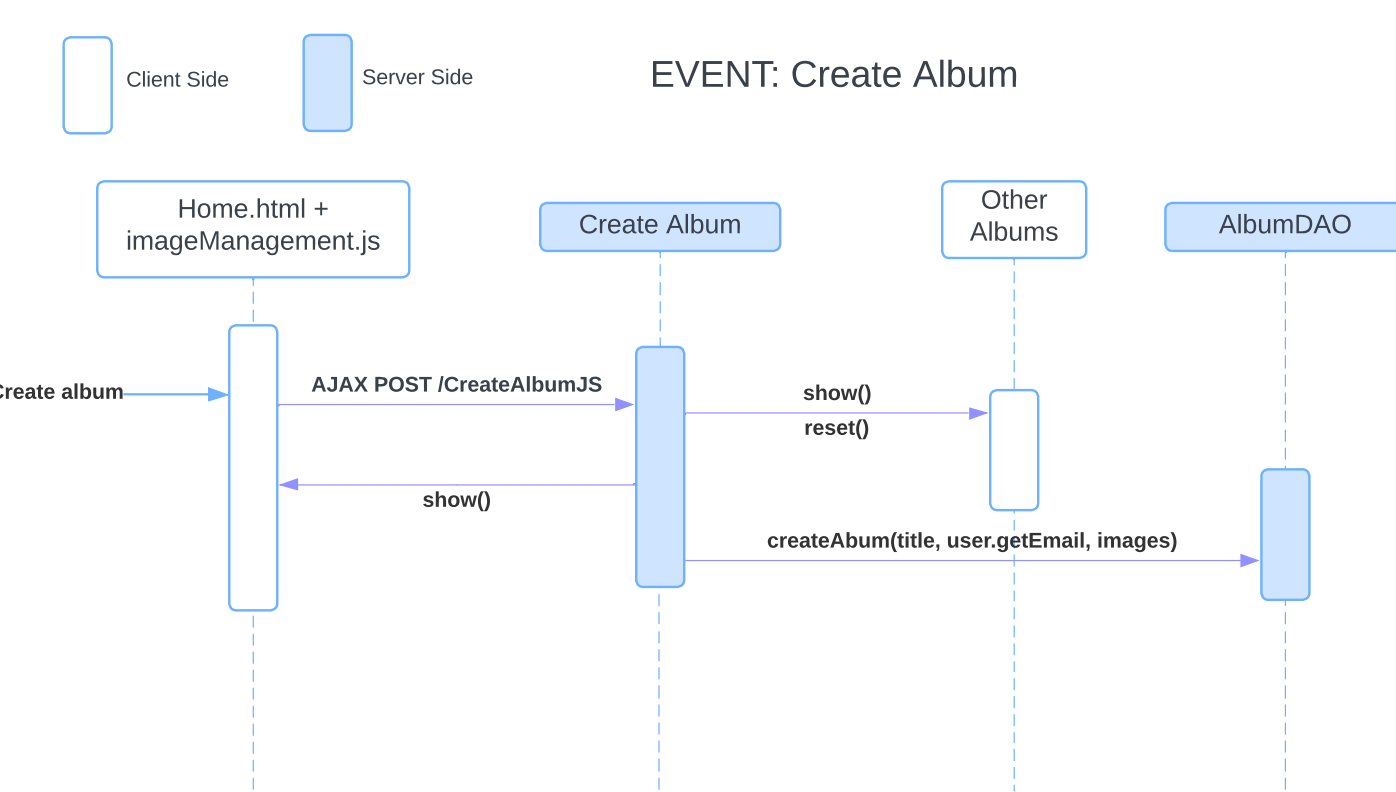 Client Side
Server Side
EVENT: Create Album
Home.html +
imageManagement.js
Create Album
Other
Albums
AlbumDAO
Create album
AJAX POST /CreateAlbumJS
show()
reset()
show()
createAbum(title, user.getEmail, images)